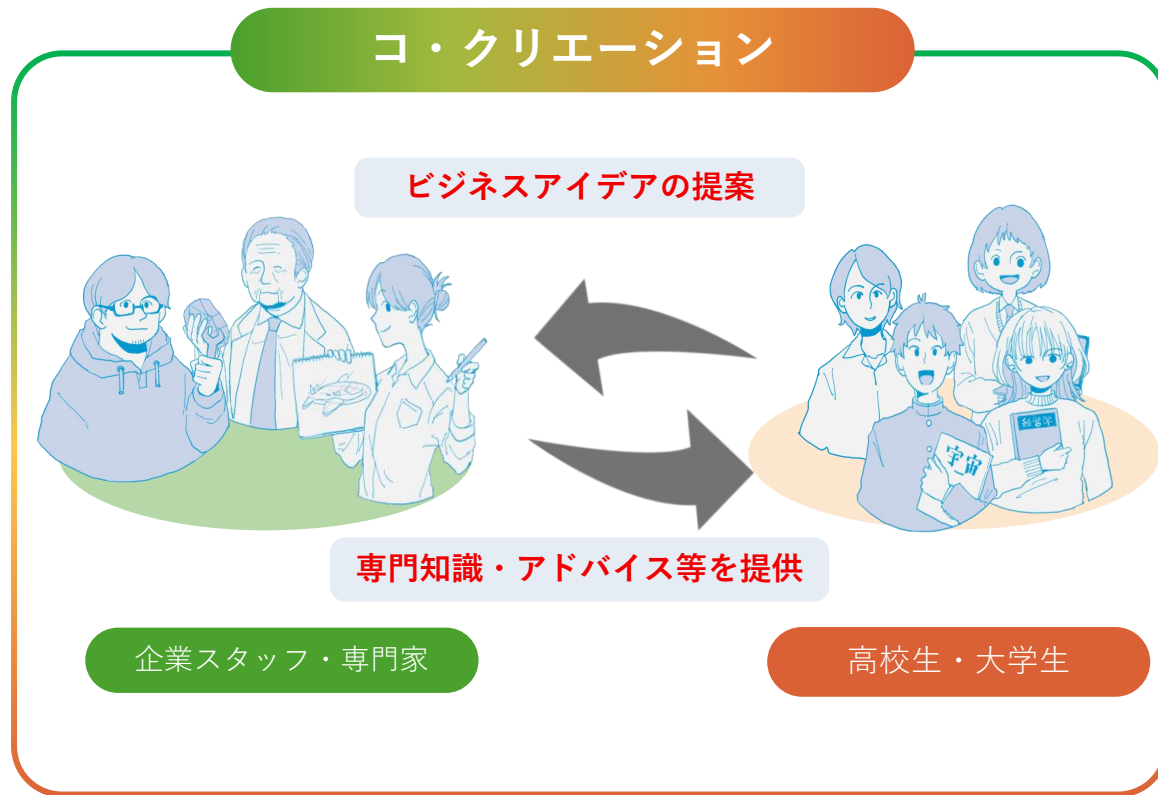 コ・クリエーション
ビジネスアイデアの提案
宇宙
専門知識・アドバイス等を提供
企業スタッフ・専門家
高校生・大学生